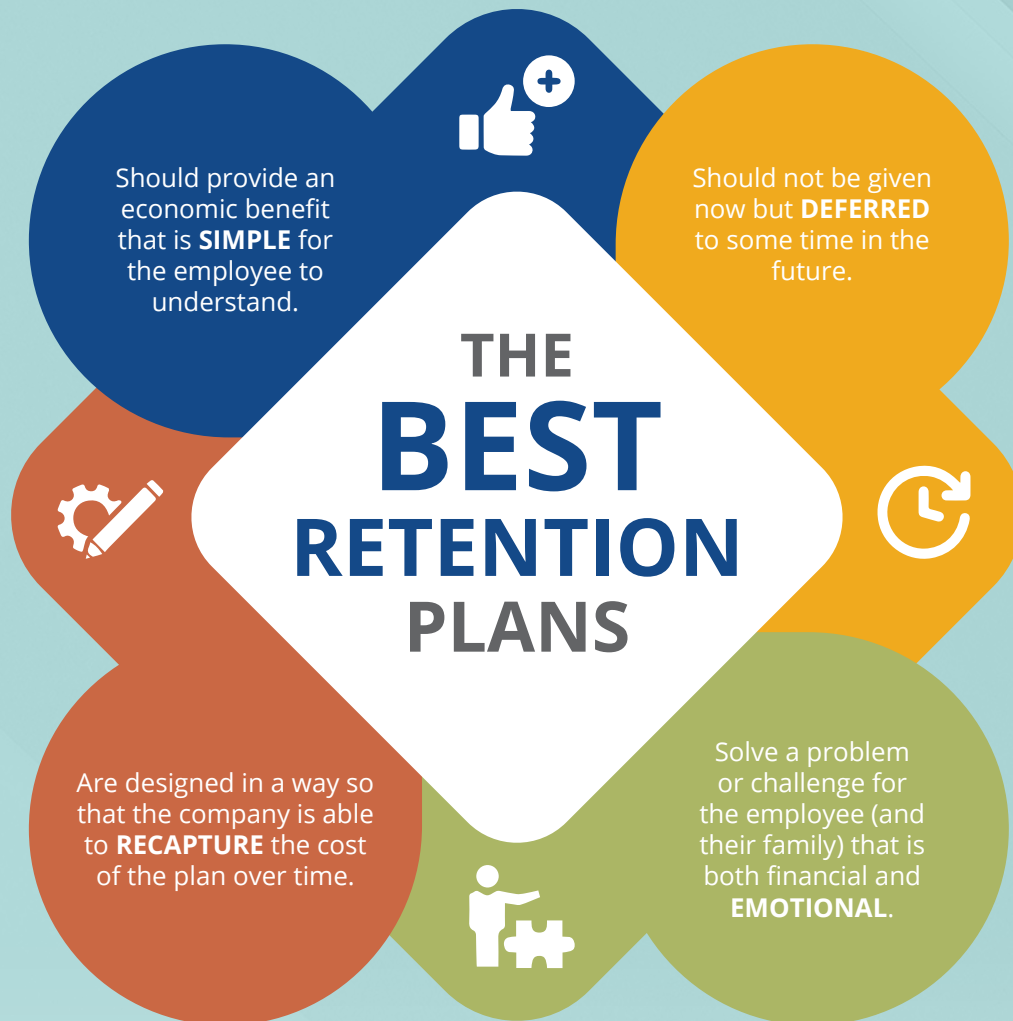 Should provide an
economic benefit
that is SIMPLE for
the employee to
understand.
Should not be given
now but DEFERRED
to some time in the
future.
THE
BEST
RETENTION
PLANS
Are designed in a way so
that the company is able
to RECAPTURE the cost
of the plan over time.
Solve a problem
or challenge for
the employee (and
their family) that is
both financial and
EMOTIONAL.